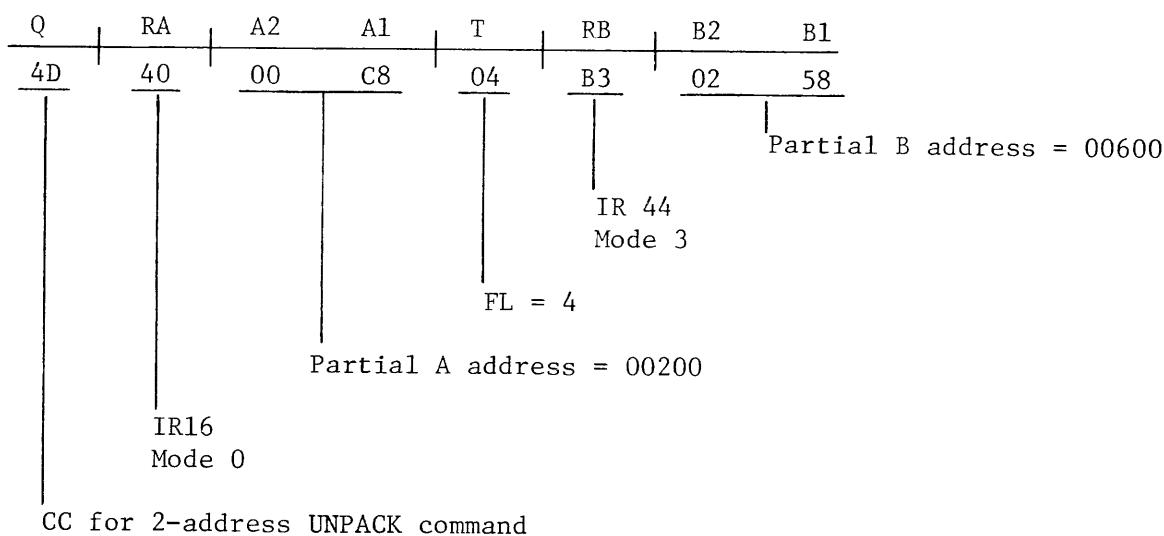 Q RA A2 A1 T RB B2 B1
4D 40 00 C8 04 B3 02 58
Partial B address = 00600
IR 44
Mode 3
FL = 4
Partial A address = 00200
IR16
Mode 0
CC for 2-address UNPACK command